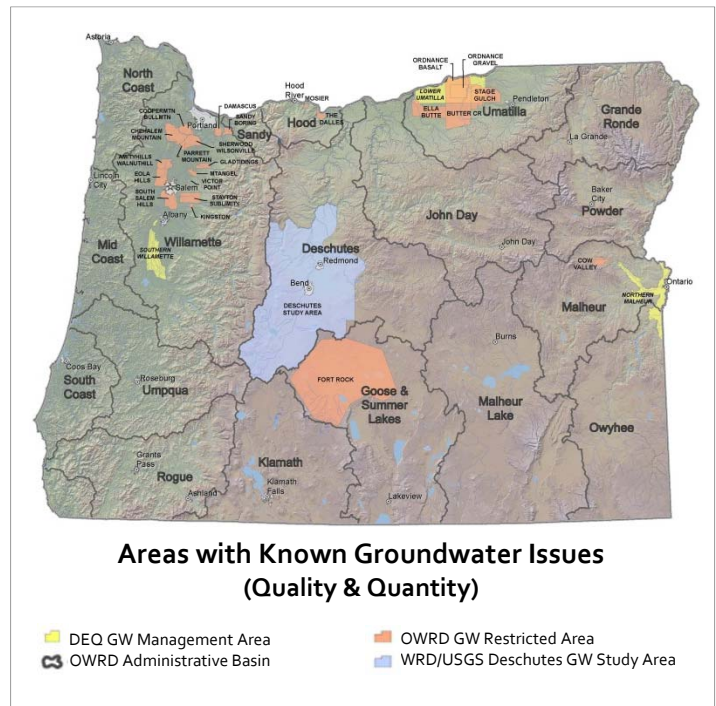 Astoria
North
Coast
ORDNANCE
BASALT
ORDNANCE
GRAVEL
LOWER
UMATILLA
STAGE
GULCH
ELLA
BUTTE
BUTTER CR
Umatilla
Pendleton
Hood
River
MOSIER
Hood
THE
DALLES
DAMASCUS
SANDY
BORING
Sandy
COOPERMTN
BULLMTN
Portland
CHEHALEM
MOUNTAIN
SHERWOOD
WILSONVILLE
PARRETT
MOUNTAIN
GLADTIDINGS
AMITYHILLS
WALNUTHILL
MTANGEL
VICTOR
POINT
EOLA
HILLS
Salem
STAYTON
SUBLIMITY
SOUTH
SALEM
HILLS
KINGSTON
Lincoln
City
Albany
Grande
Ronde
La Grande
Baker
City
Powder
John Day
John Day
Mid
Coast
SOUTHERN
WILLAMETTE
Willamette
Deschutes
Redmond
Bend
DESCHUTES
STUDY AREA
COW
VALLEY
Ontario
NORTHERN
MALHEUR
Malheur
Burns
Coos Bay
South
Coast
Roseburg
Umpqua
FORT ROCK
Goose &
Summer
Lakes
Malheur
Lake
Owyhee
Grants
Pass
Rogue
Ashland
Klamath
Klamath
Falls
Lakeview
Areas with Known Groundwater Issues
(Quality & Quantity)
DEQ GW Management Area
OWRD GW Restricted Area
OWRD Administrative Basin
WRD/USGS Deschutes GW Study Area